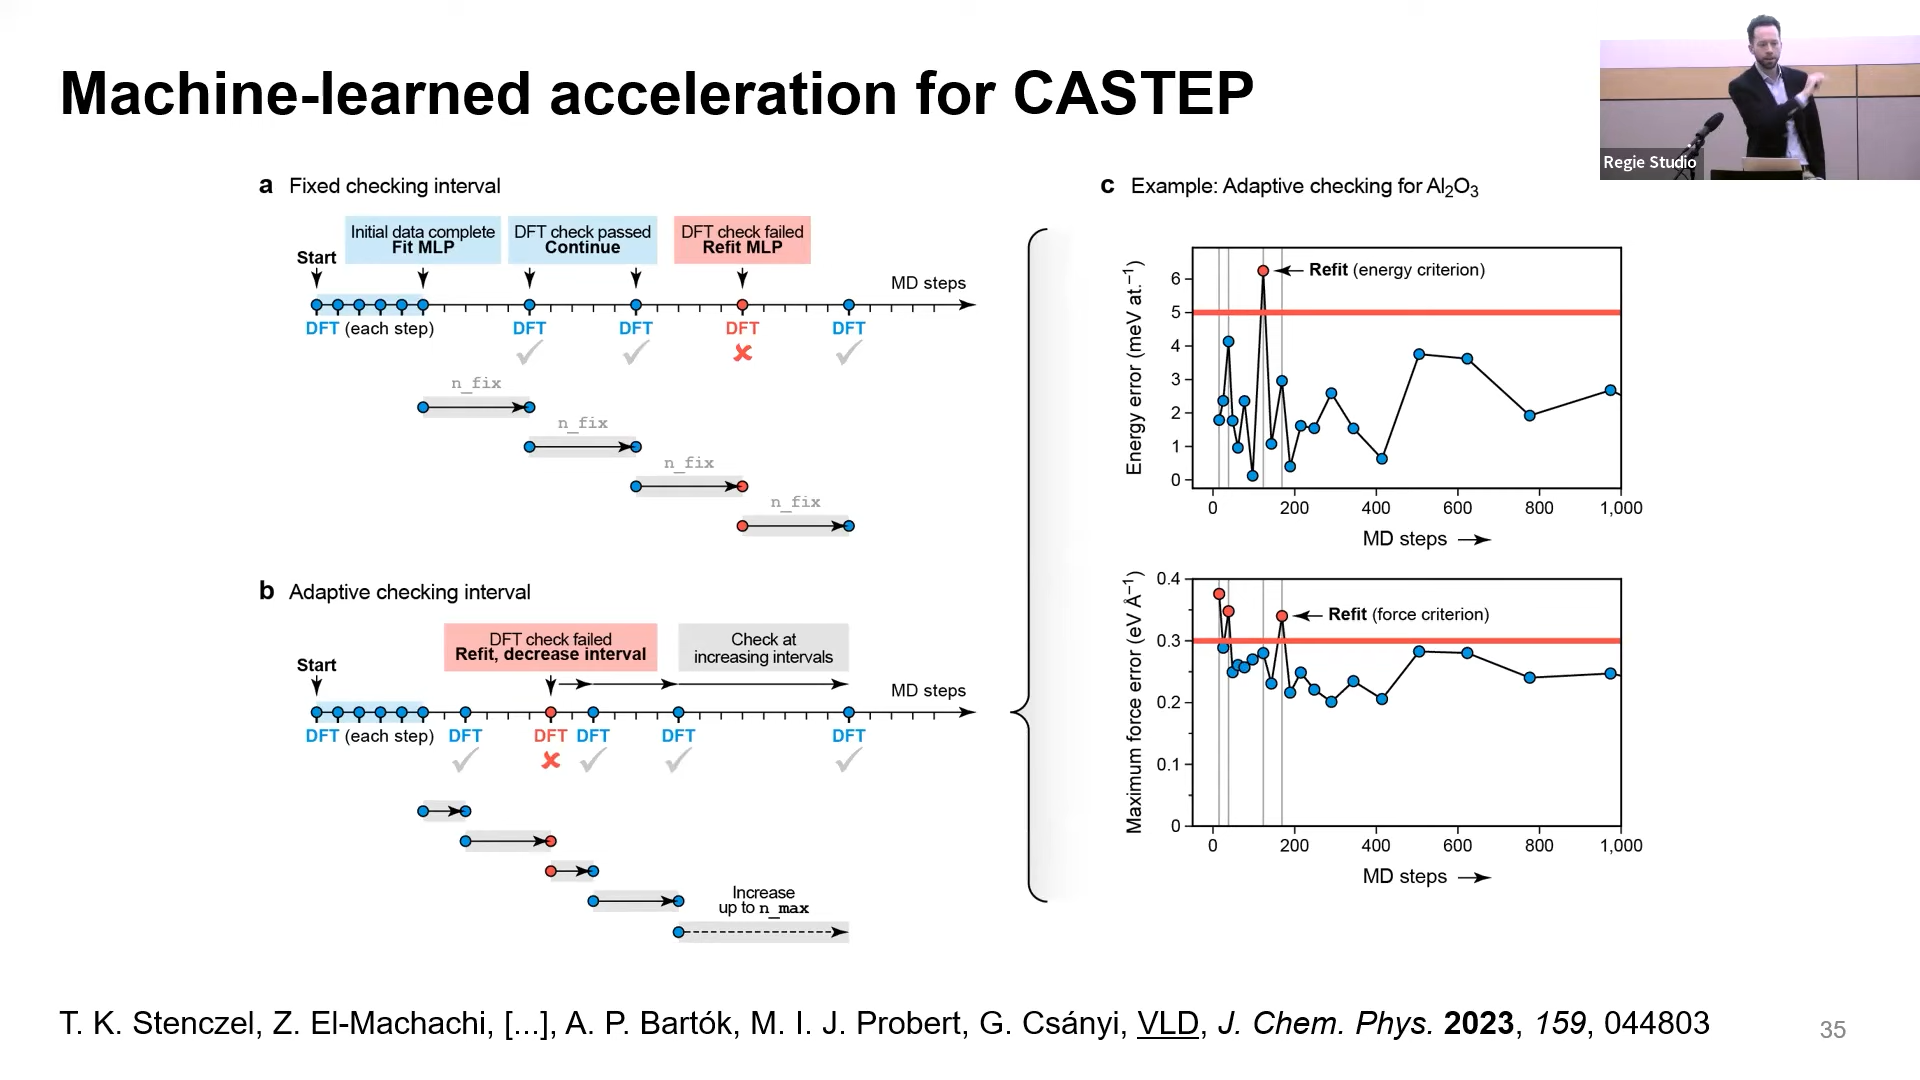 Machine-learned acceleration for CASTEP
Regie Studio
a Fixed checking interval
Initial data complete
Fit MLP
DFT check passed
Continue
DFT check failed
Refit MLP
Start
MD steps
DFT (each step)
DFT
DFT
DFT
DFT
n_fix
n_fix
n_fix
n_fix
b Adaptive checking interval
DFT check failed
Refit, decrease interval
Check at
increasing intervals
Start
MD steps
DFT (each step)
DFT
DFT
DFT
DFT
DFT
Increase
up to n_max
c Example: Adaptive checking for Al₂O₃
Energy error (meV at.⁻¹)
6
5
4
3
2
1
0
Refit (energy criterion)
0 200 400 600 800 1,000
MD steps
Maximum force error (eV Å⁻¹)
0.4
0.3
0.2
0.1
0
Refit (force criterion)
0 200 400 600 800 1,000
MD steps
T. K. Stenczel, Z. El-Machachi, [...], A. P. Bartók, M. I. J. Probert, G. Csányi, VLD, J. Chem. Phys. 2023, 159, 044803
35